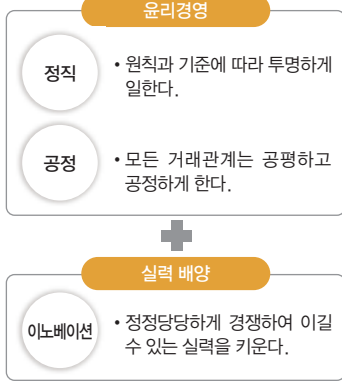 윤리경영
정직
• 원칙과 기준에 따라 투명하게
일한다.
공정
• 모든 거래관계는 공평하고
공정하게 한다.
실력 배양
이노베이션
• 정정당당하게 경쟁하여 이길
수 있는 실력을 키운다.